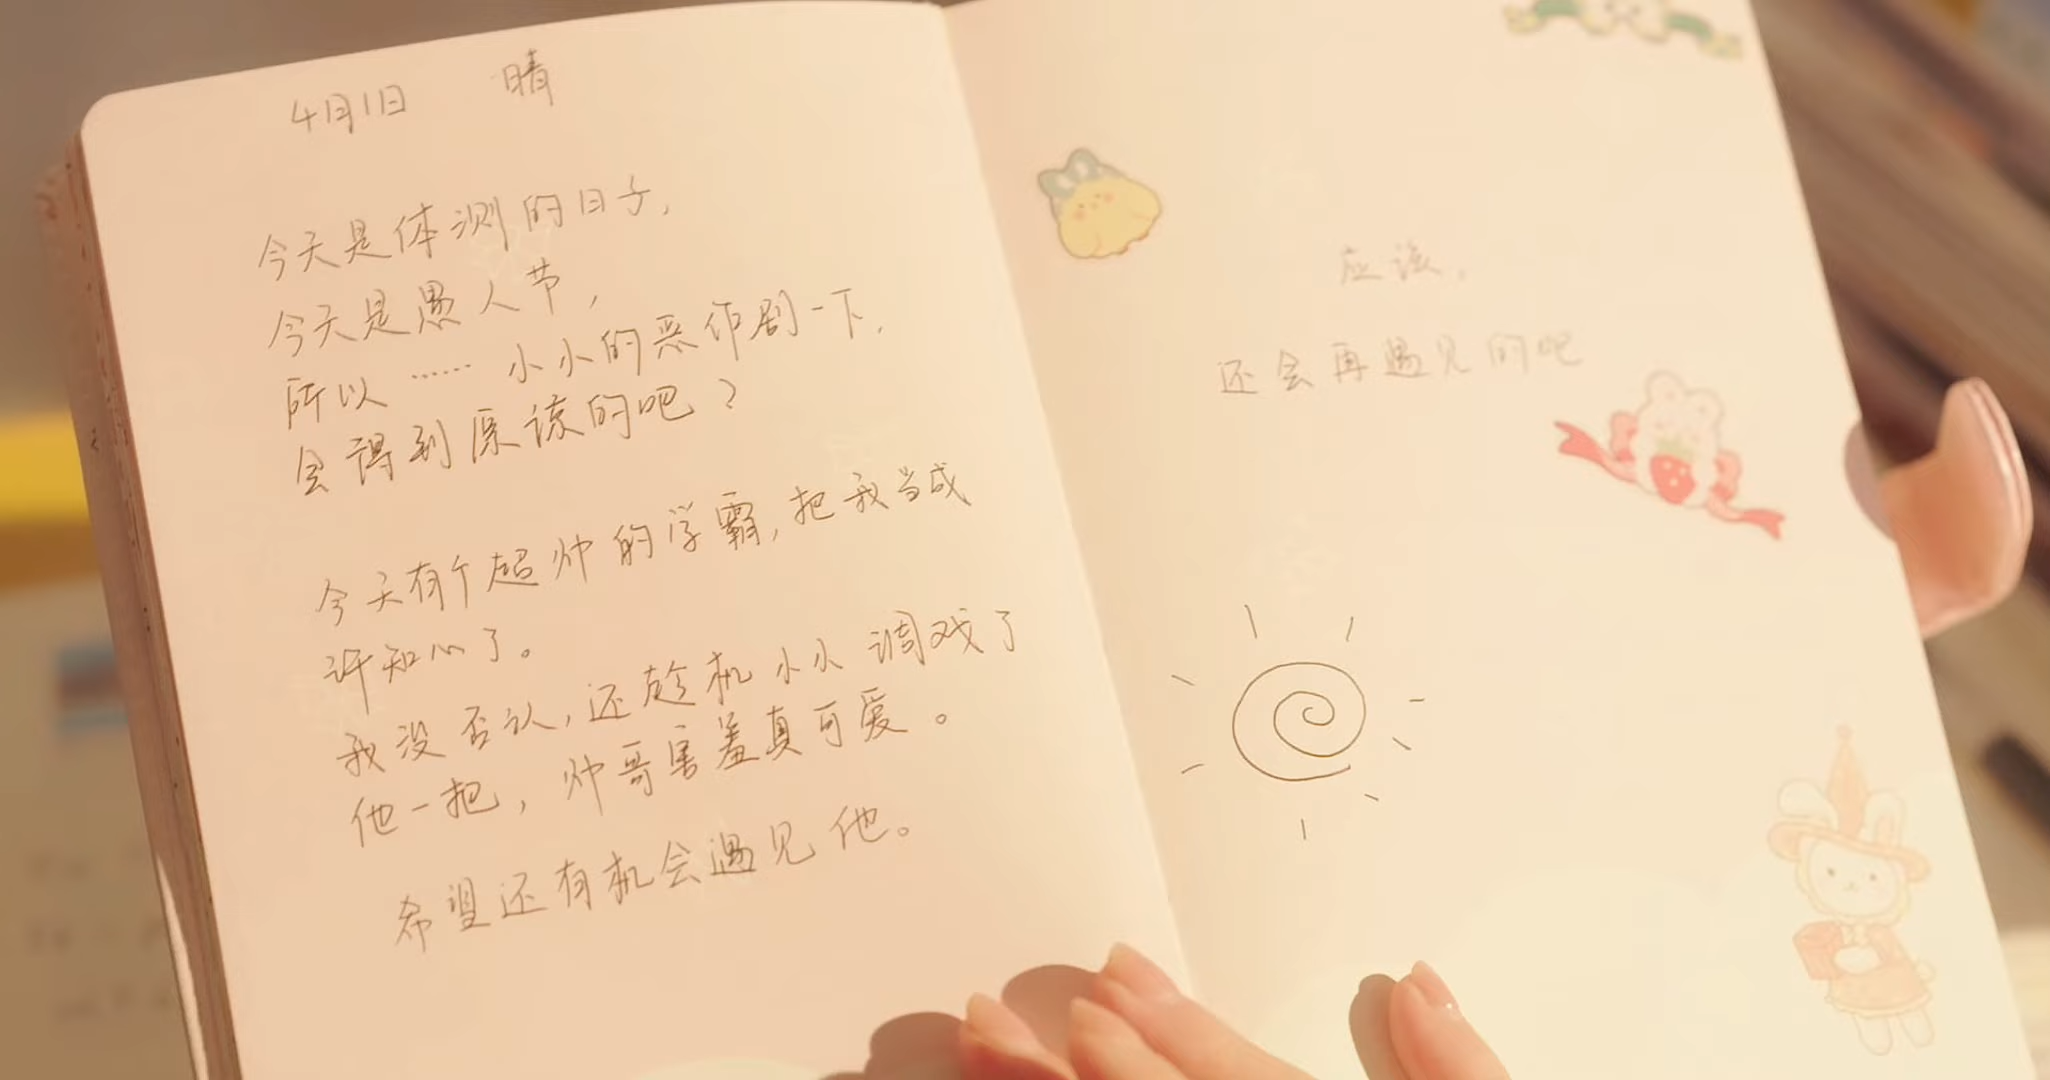 4月1日 晴
今天是体测的日子,
今天是愚人节,
所以 …… 小小的恶作剧一下,
会得到原谅的吧?
今天有个超帅的学霸,把我当成
许知心了。
我没否认,还趁机小小调戏了
他一把,帅哥害羞真可爱。
希望还有机会遇见他。
应该,
还会再遇见的吧